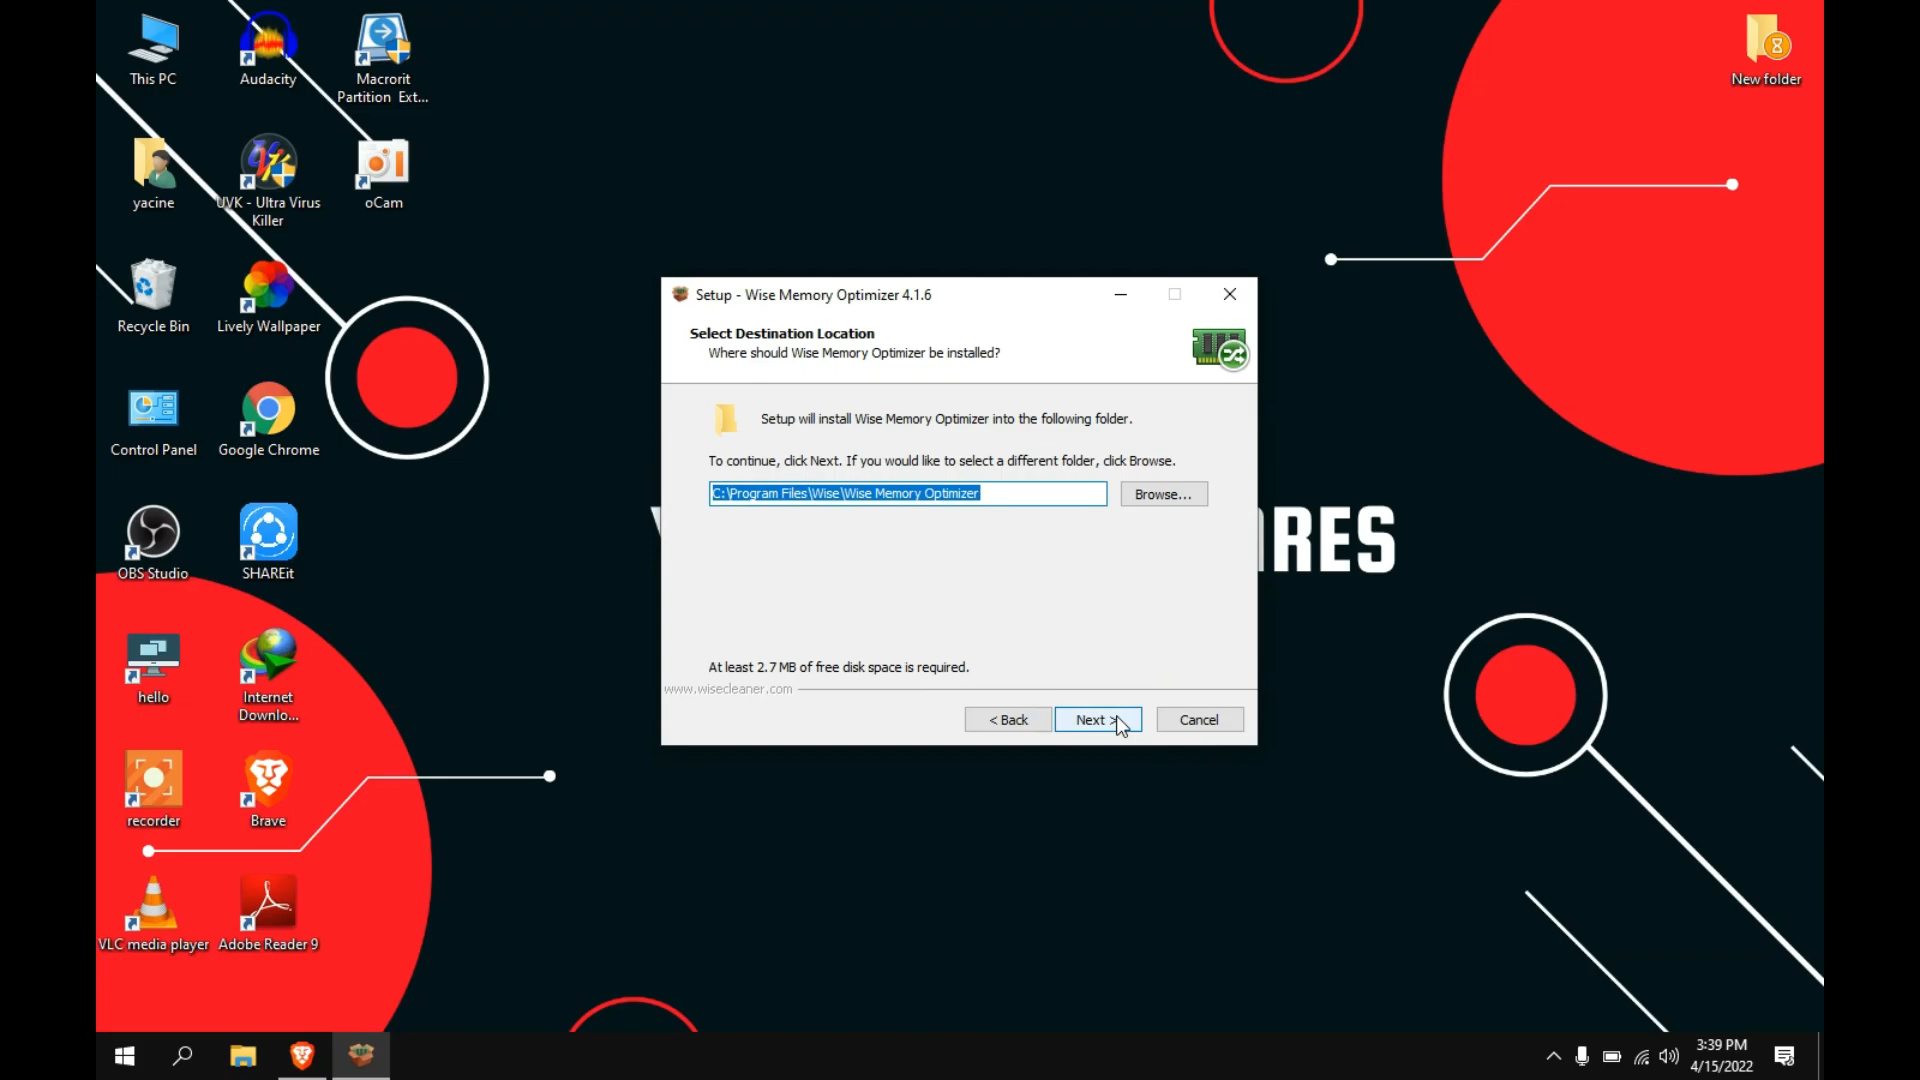 This PC
Audacity
Macrorit
Partition Ext...
New folder
yacine
UVK - Ultra Virus
Killer
oCam
Recycle Bin
Lively Wallpaper
Control Panel
Google Chrome
OBS Studio
SHAREit
hello
Internet
Downlo...
recorder
Brave
VLC media player
Adobe Reader 9
Setup - Wise Memory Optimizer 4.1.6
Select Destination Location
Where should Wise Memory Optimizer be installed?
Setup will install Wise Memory Optimizer into the following folder.
To continue, click Next. If you would like to select a different folder, click Browse.
C:\Program Files\Wise\Wise Memory Optimizer
Browse...
At least 2.7 MB of free disk space is required.
www.wisecleaner.com
< Back
Next >
Cancel
RES
3:39 PM
4/15/2022